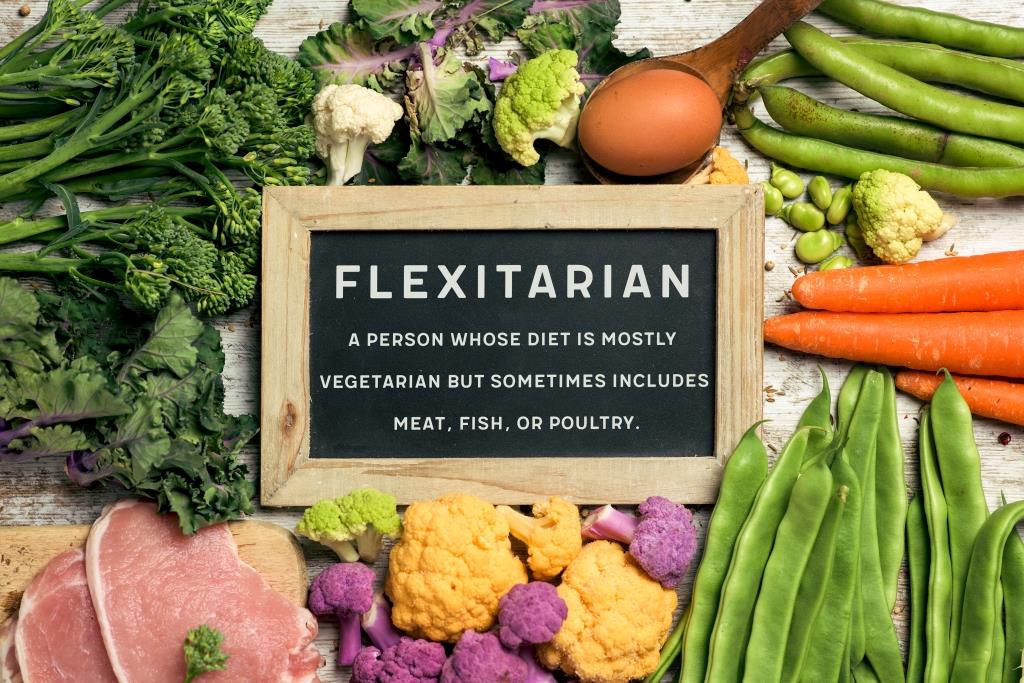 FLEXITARIAN
A PERSON WHOSE DIET IS MOSTLY
VEGETARIAN BUT SOMETIMES INCLUDES
MEAT, FISH, OR POULTRY.